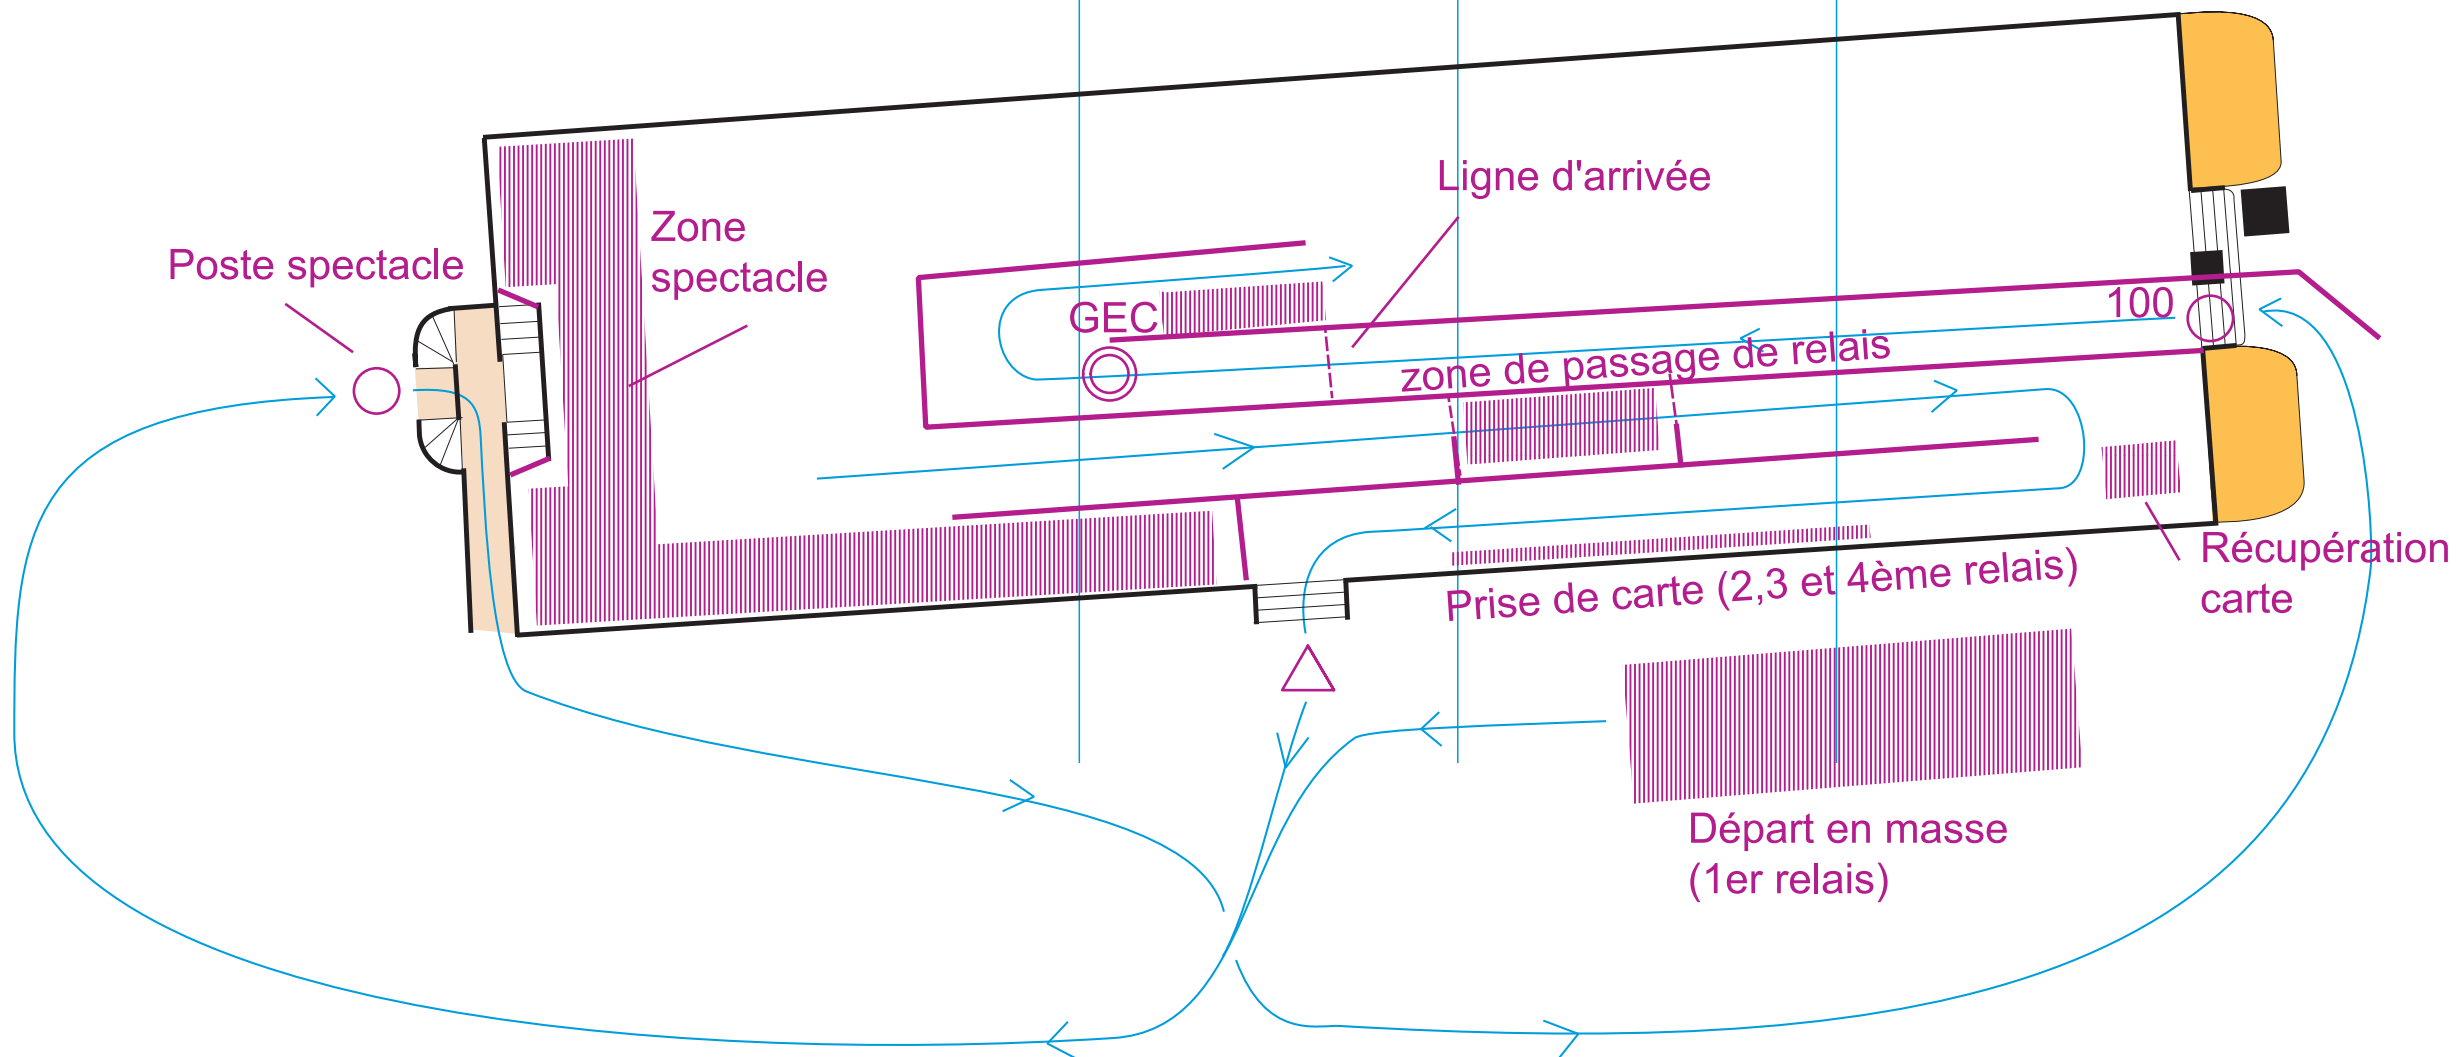 Ligne d'arrivée
Zone
spectacle
Poste spectacle
GEC
100
zone de passage de relais
Récupération
carte
Prise de carte (2,3 et 4ème relais)
Départ en masse
(1er relais)